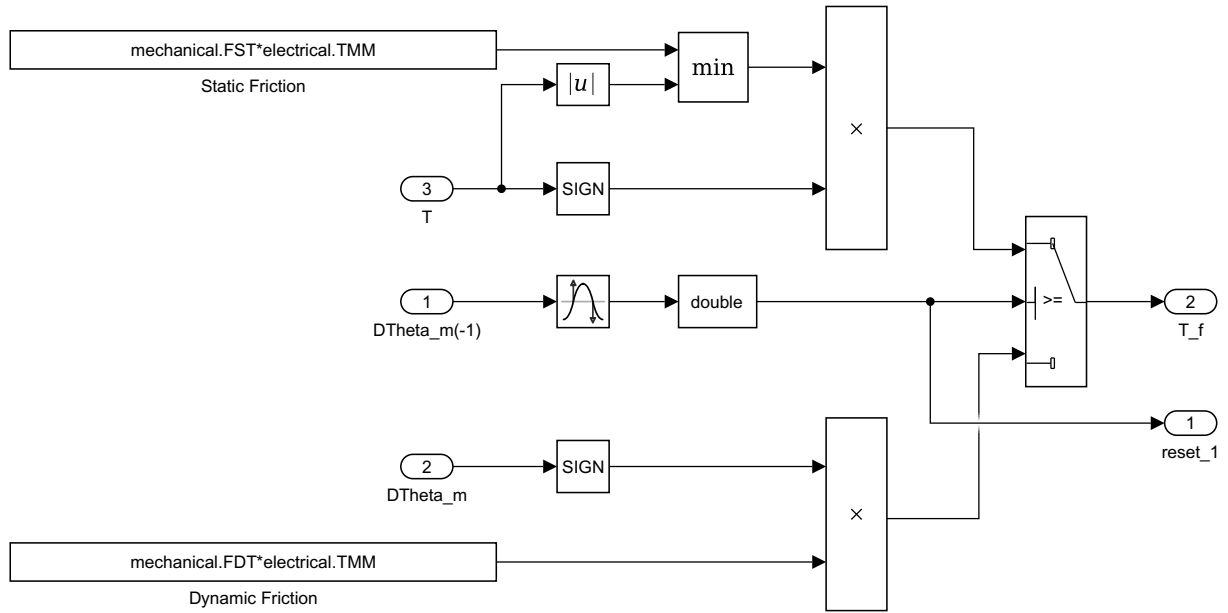 mechanical.FST*electrical.TMM
Static Friction
|u|
min
×
3
T
SIGN
1
DTheta_m(-1)
double
>=
2
T_f
1
reset_1
2
DTheta_m
SIGN
×
mechanical.FDT*electrical.TMM
Dynamic Friction